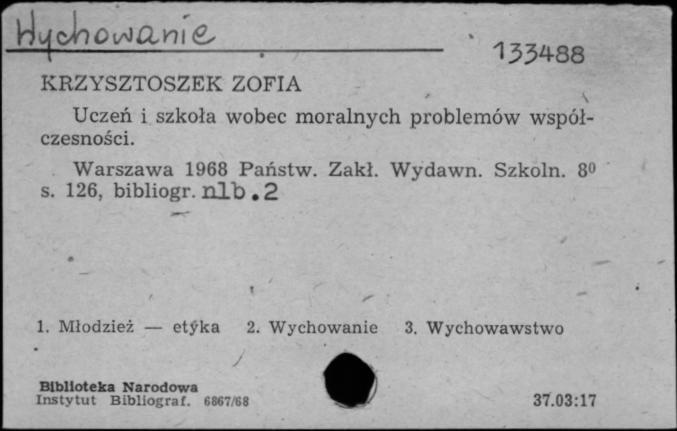 Wychowanie
133488
KRZYSZTOSZEK ZOFIA
Uczeń i szkoła wobec moralnych problemów współ-
czesności.
Warszawa 1968 Państw. Zakł. Wydawn. Szkoln. 8⁰
s. 126, bibliogr. nlb.2
1. Młodzież — etyka 2. Wychowanie 3. Wychowawstwo
Biblioteka Narodowa
Instytut Bibliograf. 6867/68
37.03:17